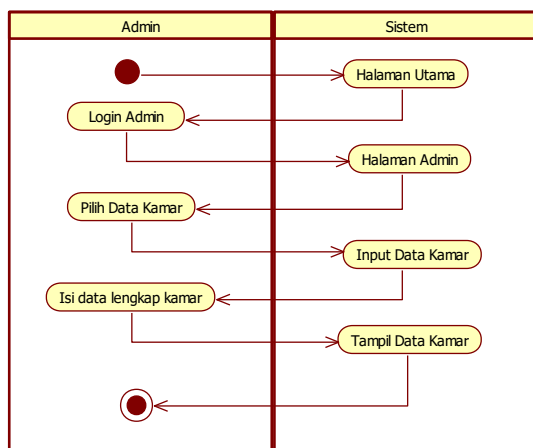 Admin
Sistem
Halaman Utama
Login Admin
Halaman Admin
Pilih Data Kamar
Input Data Kamar
Isi data lengkap kamar
Tampil Data Kamar